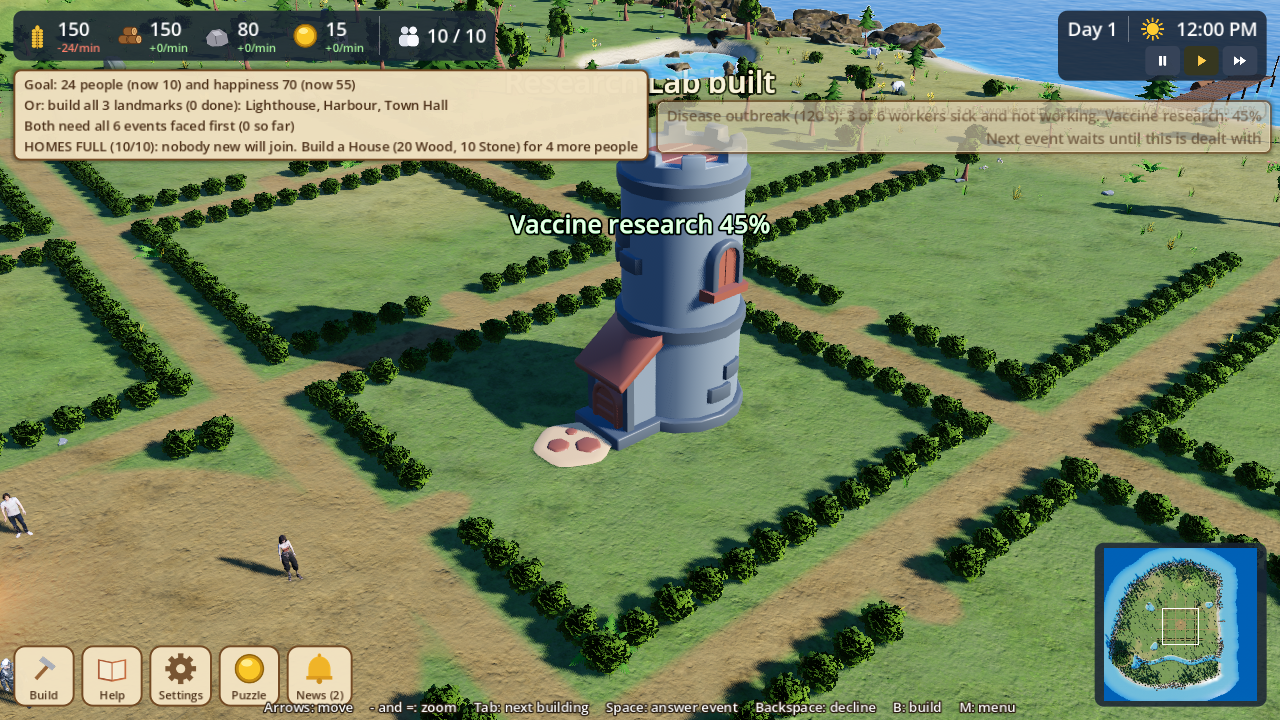 150
-24/min
150
+0/min
80
+0/min
15
+0/min
10 / 10
Day 1
12:00 PM
Goal: 24 people (now 10) and happiness 70 (now 55)
Or: build all 3 landmarks (0 done): Lighthouse, Harbour, Town Hall
Both need all 6 events faced first (0 so far)
HOMES FULL (10/10): nobody new will join. Build a House (20 Wood, 10 Stone) for 4 more people
Research Lab built
Disease outbreak (120 s): 3 of 6 workers sick and not working. Vaccine research: 45%
Next event waits until this is dealt with
Vaccine research 45%
Build
Help
Settings
Puzzle
News (2)
Arrows: move - and =: zoom Tab: next building Space: answer event Backspace: decline B: build M: menu